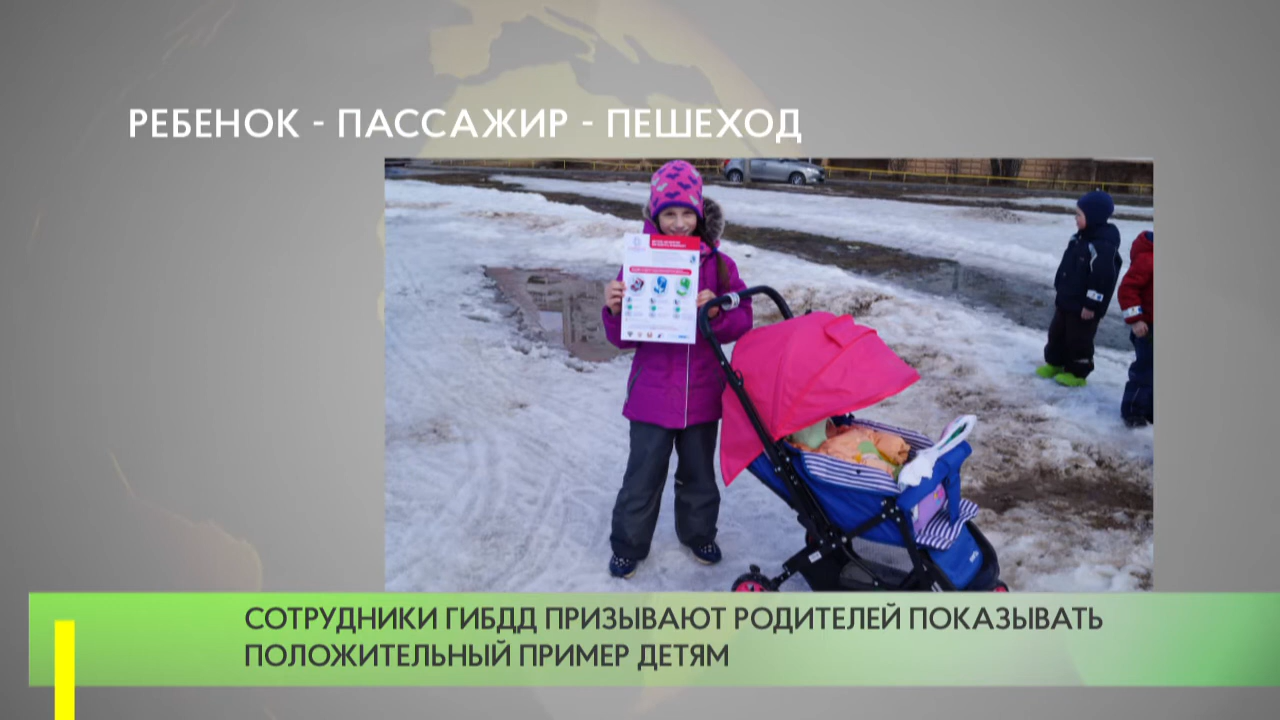 РЕБЕНОК - ПАССАЖИР - ПЕШЕХОД
СОТРУДНИКИ ГИБДД ПРИЗЫВАЮТ РОДИТЕЛЕЙ ПОКАЗЫВАТЬ
ПОЛОЖИТЕЛЬНЫЙ ПРИМЕР ДЕТЯМ